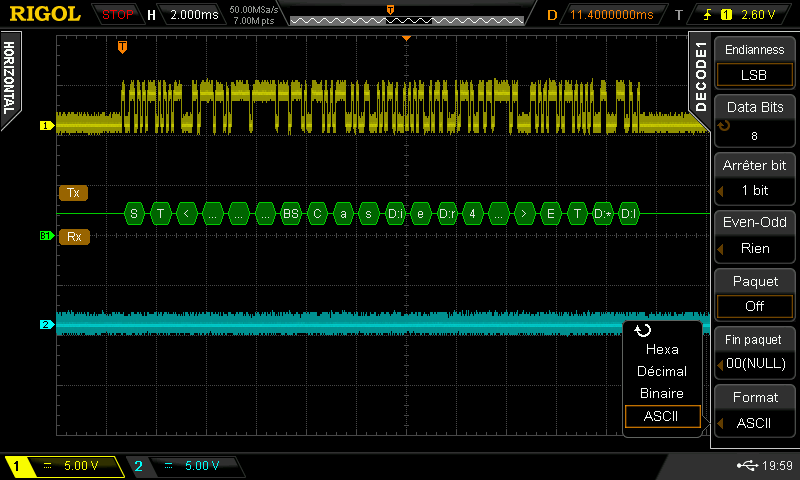 RIGOL STOP H 2.000ms 50.00MSa/s 7.00M pts T D 11.4000000ms T 1 2.60 V
HORIZONTAL
DECODE1
T
Endianness
LSB
Data Bits
8
1
Arrêter bit
1 bit
Tx
S T < ... ... ... BS C a s D:i e D:r 4 ... > E T D:* D:l
B1 Rx
Even-Odd
Rien
Paquet
Off
2
Fin paquet
00(NULL)
Hexa
Décimal
Binaire
ASCII
Format
ASCII
1 5.00 V 2 5.00 V 19:59